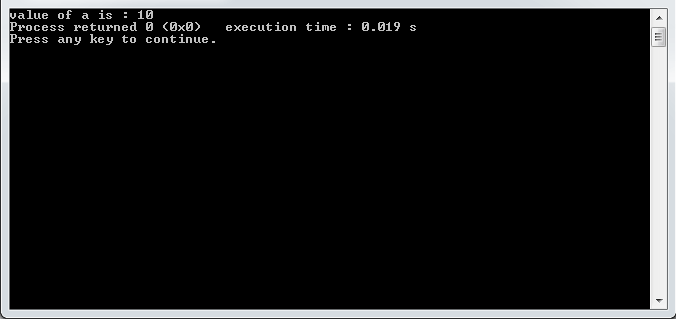 value of a is : 10
Process returned 0 (0x0)   execution time : 0.019 s
Press any key to continue.